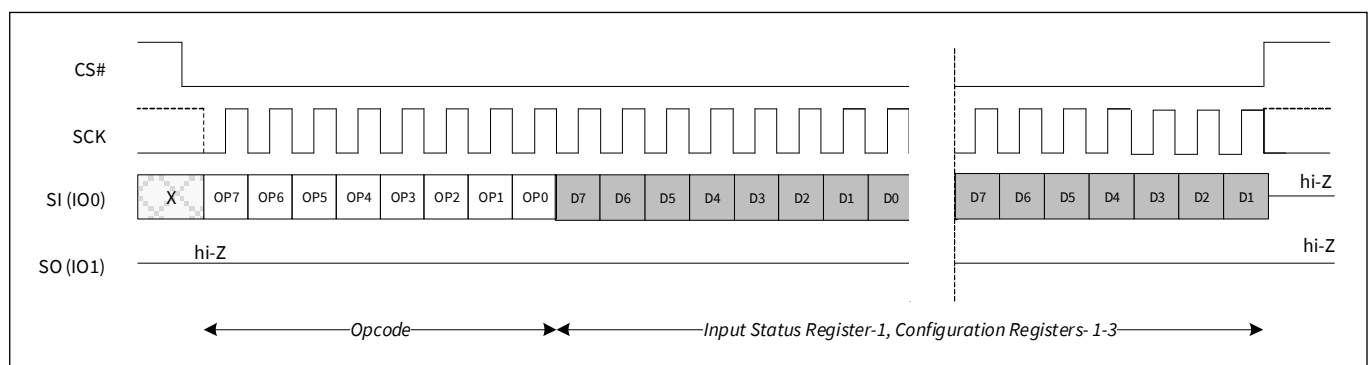 CS#
SCK
SI (IO0) X OP7 OP6 OP5 OP4 OP3 OP2 OP1 OP0 D7 D6 D5 D4 D3 D2 D1 D0 D7 D6 D5 D4 D3 D2 D1 hi-Z
SO (IO1) hi-Z hi-Z
Opcode Input Status Register-1, Configuration Registers- 1-3